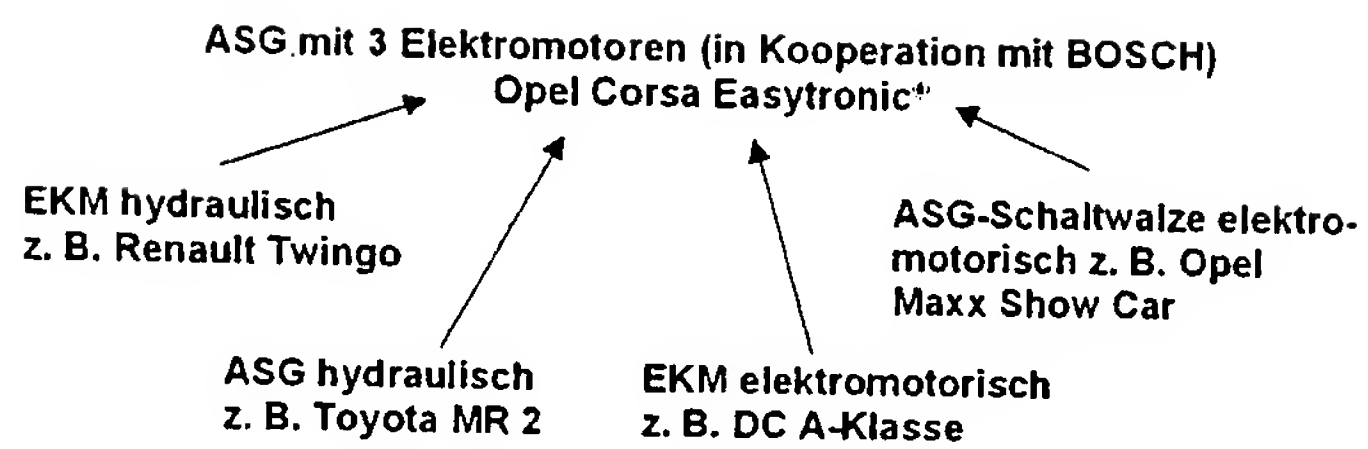 ASG mit 3 Elektromotoren (in Kooperation mit BOSCH)
Opel Corsa Easytronic
EKM hydraulisch
z. B. Renault Twingo
ASG-Schaltwalze elektro-
motorisch z. B. Opel
Maxx Show Car
ASG hydraulisch
z. B. Toyota MR 2
EKM elektromotorisch
z. B. DC A-Klasse